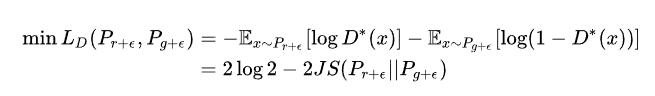 min L_D(P_{r+ϵ}, P_{g+ϵ}) = −𝔼_{x∼P_{r+ϵ}}[log D*(x)] − 𝔼_{x∼P_{g+ϵ}}[log(1 − D*(x))]
= 2 log 2 − 2JS(P_{r+ϵ}||P_{g+ϵ})